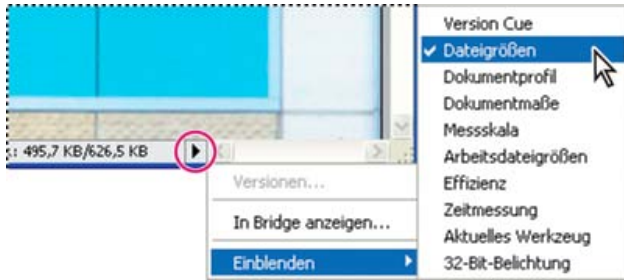 : 495,7 KB/626,5 KB
Versionen...
In Bridge anzeigen...
Einblenden
Version Cue
Dateigrößen
Dokumentprofil
Dokumentmaße
Messskala
Arbeitsdateigrößen
Effizienz
Zeitmessung
Aktuelles Werkzeug
32-Bit-Belichtung